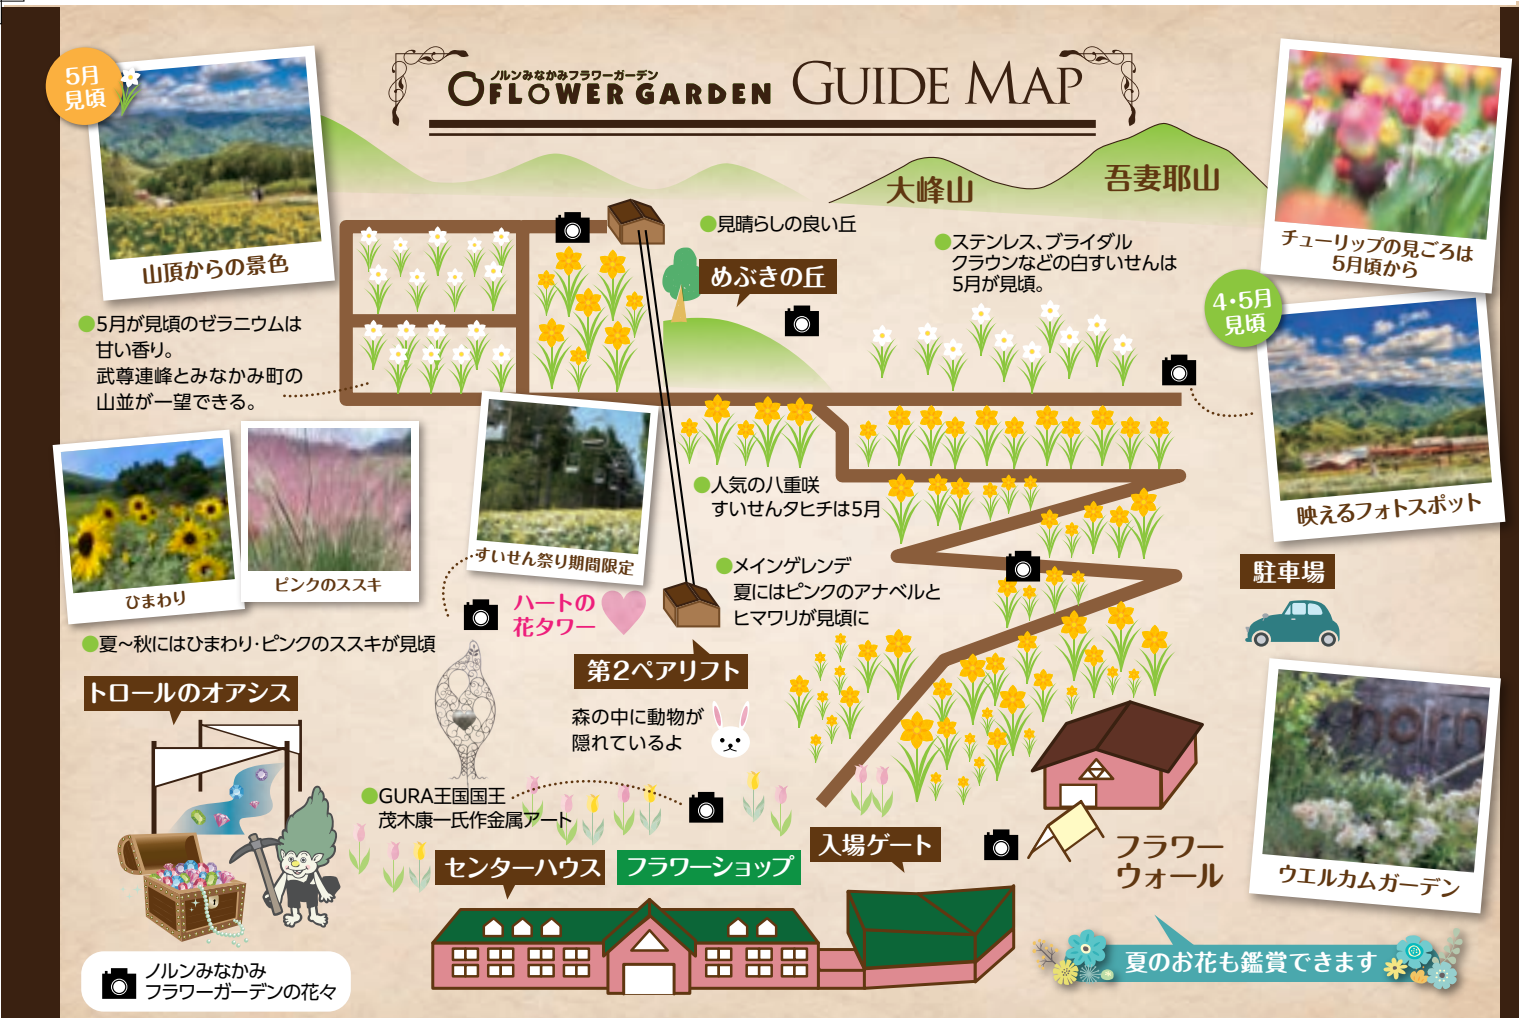 ノルンみなかみフラワーガーデン
FLOWER GARDEN GUIDE MAP
5月
見頃
山頂からの景色
大峰山
吾妻耶山
チューリップの見ごろは
5月頃から
●見晴らしの良い丘
めぶきの丘
●ステンレス、ブライダル
クラウンなどの白すいせんは
5月が見頃。
4・5月
見頃
映えるフォトスポット
●5月が見頃のゼラニウムは
甘い香り。
武尊連峰とみなかみ町の
山並が一望できる。
ひまわり
ピンクのススキ
すいせん祭り期間限定
●人気の八重咲
すいせんタヒチは5月
●メインゲレンデ
夏にはピンクのアナベルと
ヒマワリが見頃に
駐車場
ハートの
花タワー
●夏～秋にはひまわり・ピンクのススキが見頃
第2ペアリフト
トロールのオアシス
森の中に動物が
隠れているよ
●GURA王国国王
茂木康一氏作金属アート
センターハウス
フラワーショップ
入場ゲート
フラワー
ウォール
horn
ウエルカムガーデン
夏のお花も鑑賞できます
ノルンみなかみ
フラワーガーデンの花々